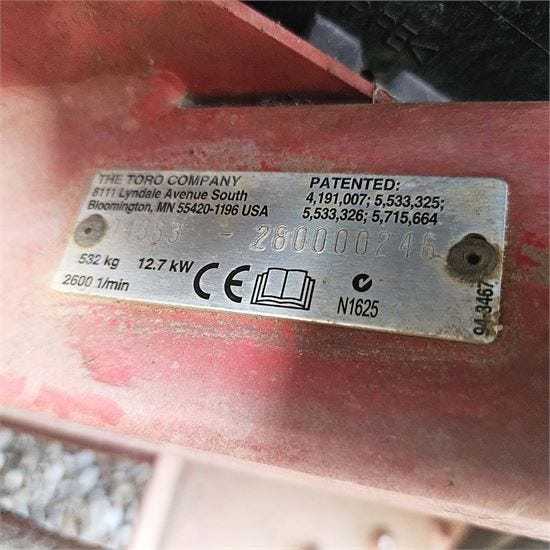 THE TORO COMPANY
8111 Lyndale Avenue South
Bloomington, MN 55420-1196 USA
PATENTED:
4,191,007; 5,533,325;
5,533,326; 5,715,664
04383 - 280000246
532 kg 12.7 kW
2600 1/min
CE
N1625
94-3467